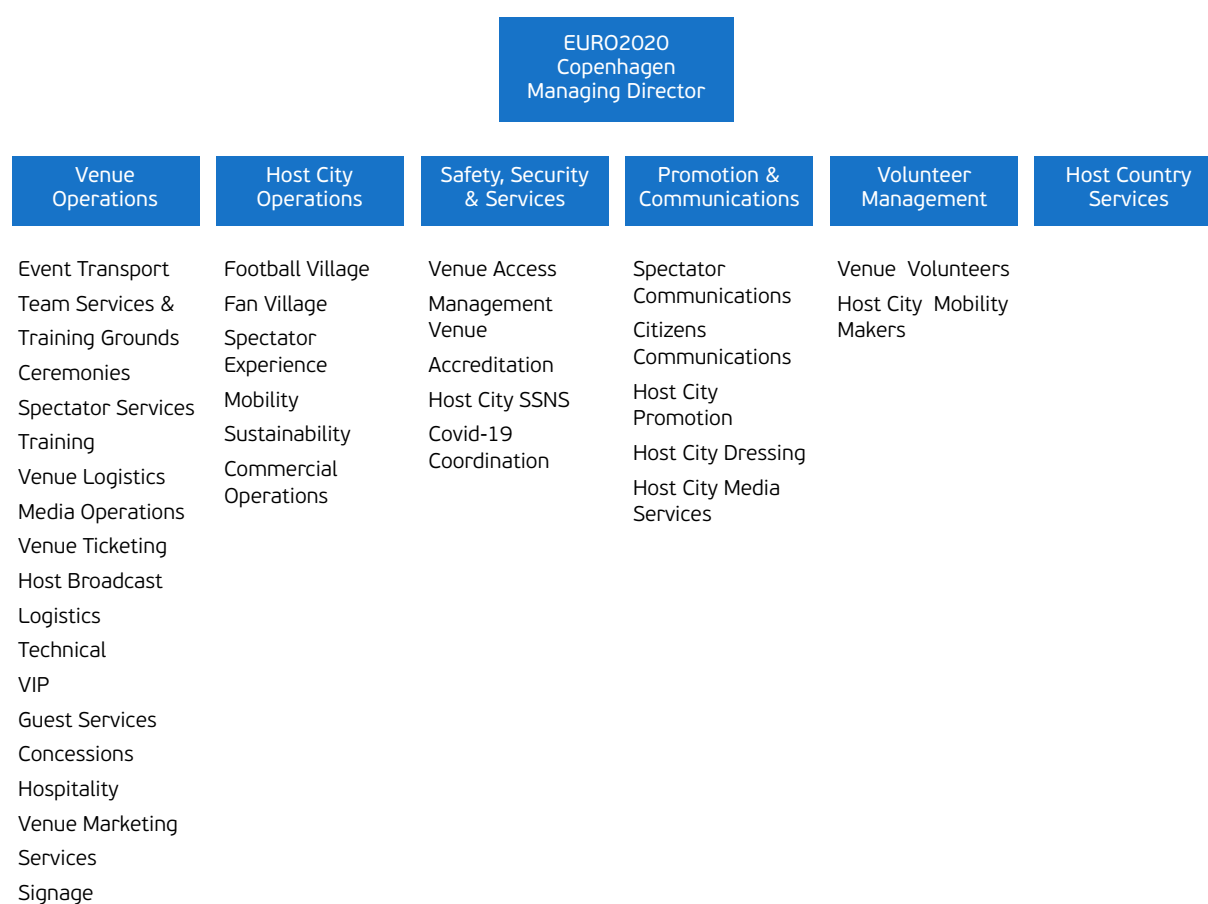 EURO2020
Copenhagen
Managing Director
Venue
Operations
Event Transport
Team Services &
Training Grounds
Ceremonies
Spectator Services
Training
Venue Logistics
Media Operations
Venue Ticketing
Host Broadcast
Logistics
Technical
VIP
Guest Services
Concessions
Hospitality
Venue Marketing
Services
Signage
Host City
Operations
Football Village
Fan Village
Spectator
Experience
Mobility
Sustainability
Commercial
Operations
Safety, Security
& Services
Venue Access
Management
Venue
Accreditation
Host City SSNS
Covid-19
Coordination
Promotion &
Communications
Spectator
Communications
Citizens
Communications
Host City
Promotion
Host City Dressing
Host City Media
Services
Volunteer
Management
Venue Volunteers
Host City Mobility
Makers
Host Country
Services